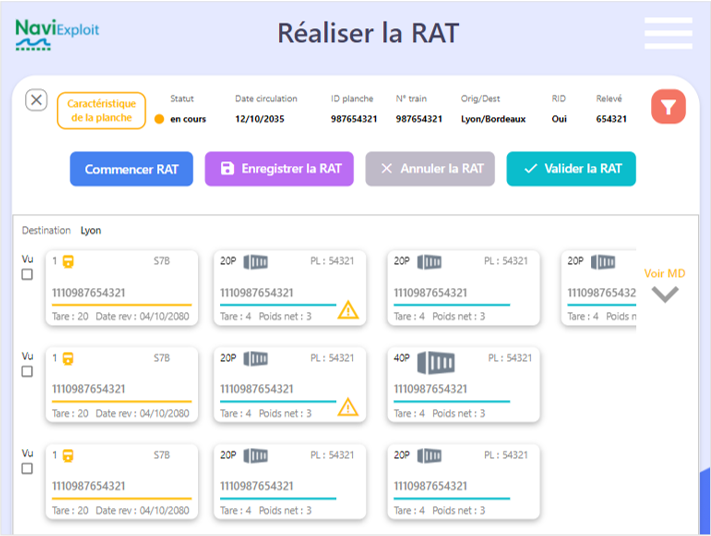 NaviExploit
Réaliser la RAT
Caractéristique de la planche
Statut Date circulation ID planche N° train Orig/Dest RID Relevé
en cours 12/10/2035 987654321 987654321 Lyon/Bordeaux Oui 654321
Commencer RAT Enregistrer la RAT Annuler la RAT Valider la RAT
Destination Lyon
Vu 1 S7B 20P PL : 54321 20P PL : 54321 20P
Voir MD
1110987654321 1110987654321 1110987654321 111098765432
Tare : 20 Date rev : 04/10/2080 Tare : 4 Poids net : 3 Tare : 4 Poids net : 3 Tare : 4 Poids n
Vu 1 S7B 20P PL : 54321 40P PL : 54321
1110987654321 1110987654321 1110987654321
Tare : 20 Date rev : 04/10/2080 Tare : 4 Poids net : 3 Tare : 4 Poids net : 3
Vu 1 S7B 20P PL : 54321 20P PL : 54321
1110987654321 1110987654321 1110987654321
Tare : 20 Date rev : 04/10/2080 Tare : 4 Poids net : 3 Tare : 4 Poids net : 3